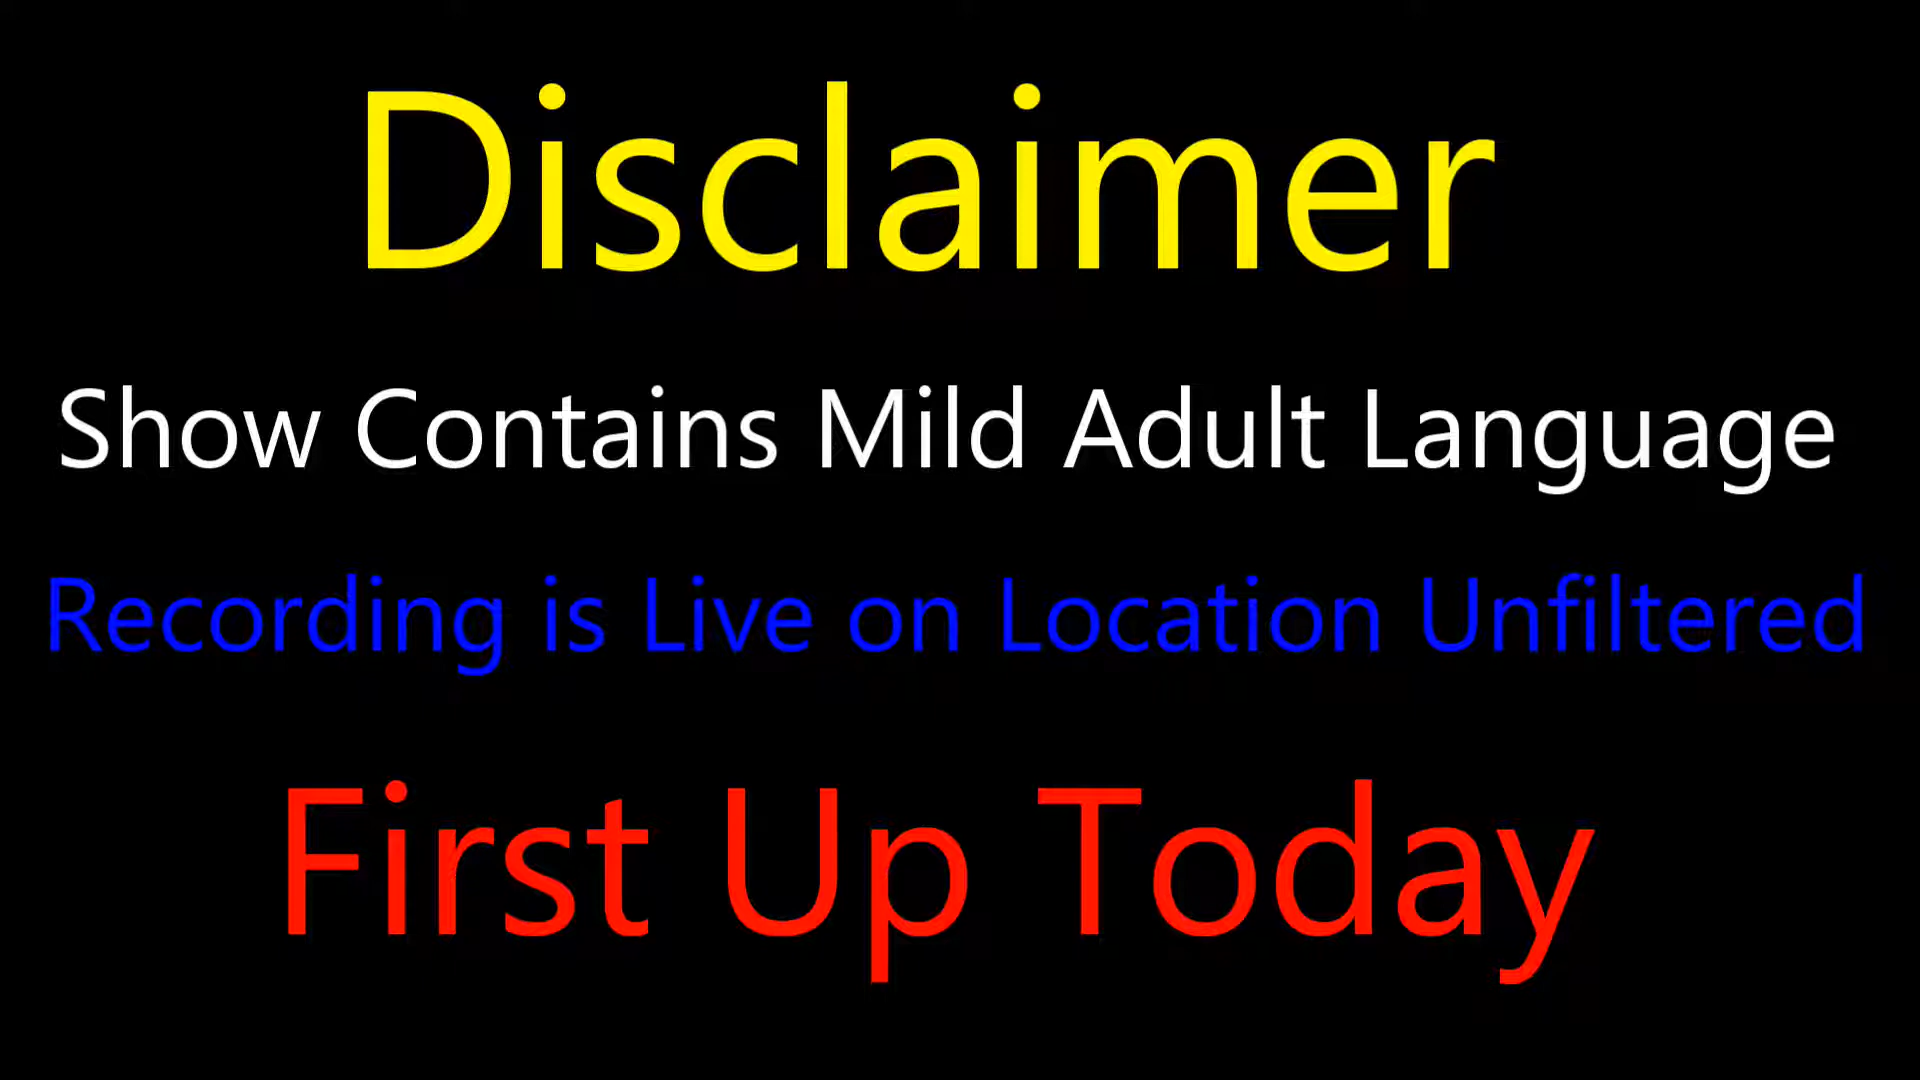 Disclaimer
Show Contains Mild Adult Language
Recording is Live on Location Unfiltered
First Up Today